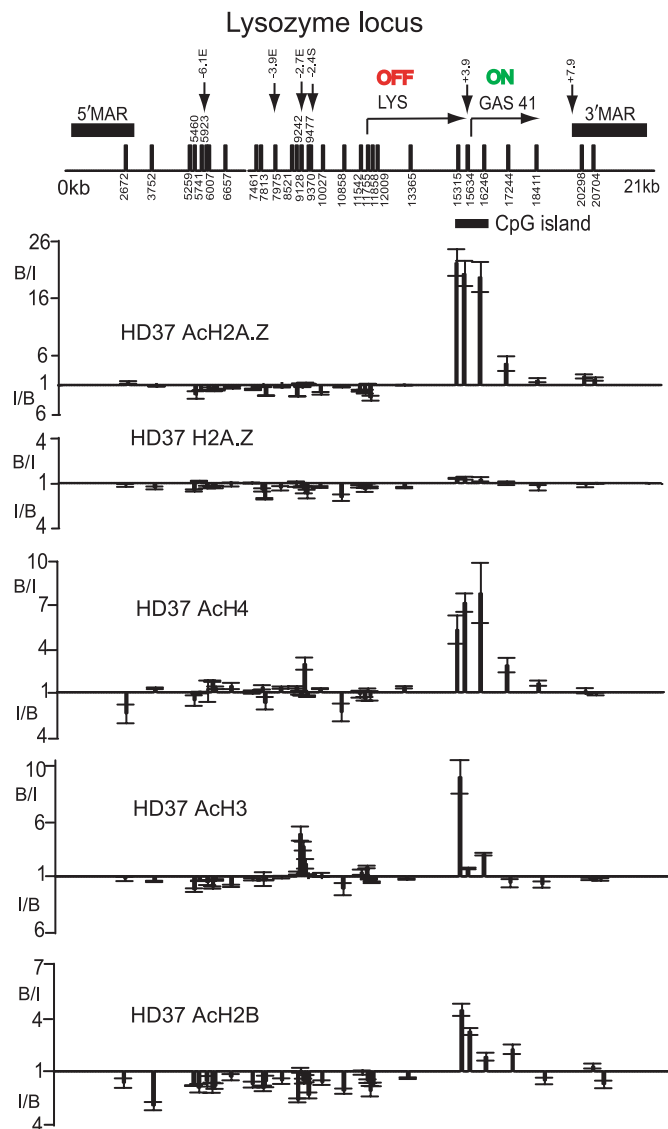 Lysozyme locus
-6.1E
-3.9E
-2.7E
-2.4S
OFF
+3.9
ON
+7.9
LYS
GAS 41
5′MAR
3′MAR
5460
5923
9242
9477
0kb
21kb
2672
3752
5259
5741
6007
6657
7461
7813
7975
8521
9128
9370
10027
10858
11542
11753
11858
12009
13365
15315
15634
16246
17244
18411
20298
20704
CpG island
26
B/I
16
HD37 AcH2A.Z
6
1
I/B
6
4
HD37 H2A.Z
B/I
1
I/B
4
10
B/I
HD37 AcH4
7
4
1
I/B
4
10
B/I
HD37 AcH3
6
1
I/B
6
7
B/I
HD37 AcH2B
4
1
I/B
4